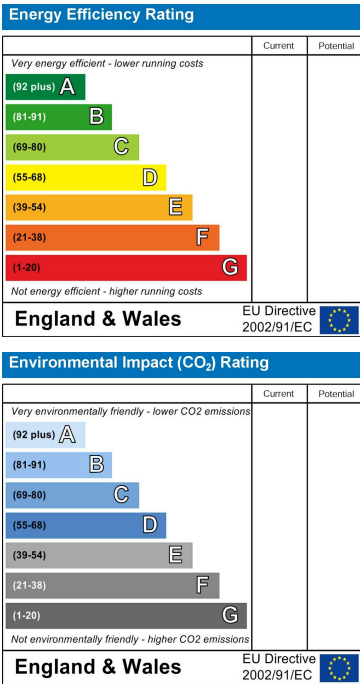 Energy Efficiency Rating
Current Potential
Very energy efficient - lower running costs
(92 plus) A
(81-91) B
(69-80) C
(55-68) D
(39-54) E
(21-38) F
(1-20) G
Not energy efficient - higher running costs
England & Wales
EU Directive
2002/91/EC
Environmental Impact (CO₂) Rating
Current Potential
Very environmentally friendly - lower CO2 emissions
(92 plus) A
(81-91) B
(69-80) C
(55-68) D
(39-54) E
(21-38) F
(1-20) G
Not environmentally friendly - higher CO2 emissions
England & Wales
EU Directive
2002/91/EC